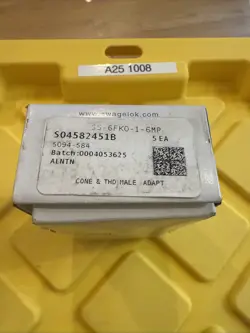 A25 1008
www.swagelok.com
SS-6FKO-1-6MP
S04582451B
5 EA
5094-584
Batch:0004053625
ALNTN
CONE & THD MALE ADAPT